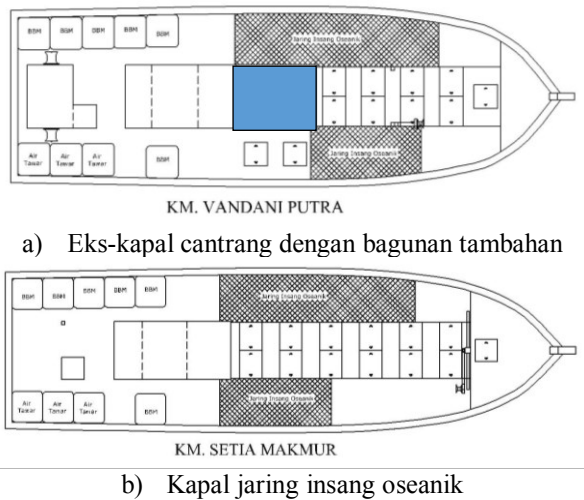 BBM BBM BBM BBM BBM
Jaring Insang Oseanik
Air Tawar Air Tawar Air Tawar BBM
Jaring Insang Oseanik
KM. VANDANI PUTRA
a) Eks-kapal cantrang dengan bagunan tambahan
BBM BBM BBM BBM
Jaring Insang Oseanik
Air Tawar Air Tawar Air Tawar BBM
Jaring Insang Oseanik
KM. SETIA MAKMUR
b) Kapal jaring insang oseanik